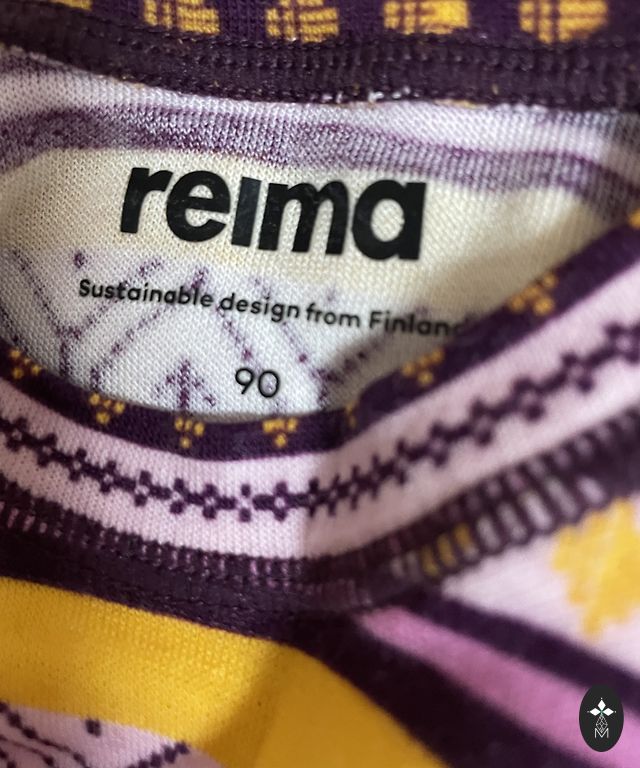 reima
Sustainable design from Finland
90
M